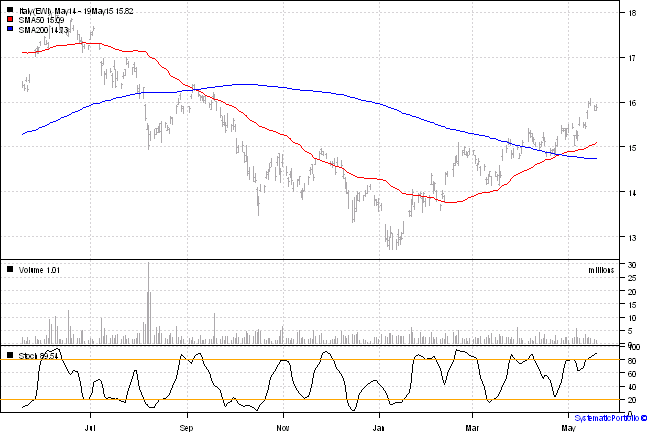 Italy(EWI), May14 - 19May15 15.82
SMA50 15.09
SMA200 14.73
18
17
16
15
14
13
Volume 1.01
millions
30
25
20
15
10
5
0
Stoch 89.54
100
80
60
40
20
0
Jul Sep Nov Jan Mar May
SystematicPortfolio ©